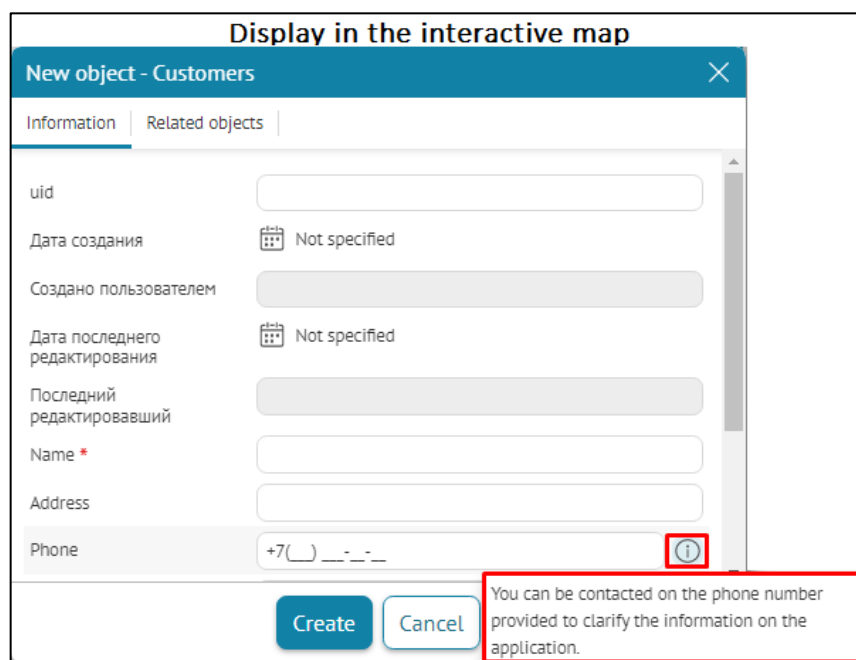 Display in the interactive map
New object - Customers
Information Related objects
uid
Дата создания Not specified
Создано пользователем
Дата последнего
редактирования Not specified
Последний
редактировавший
Name *
Address
Phone +7(__) ___-__-__
Create Cancel
You can be contacted on the phone number
provided to clarify the information on the
application.